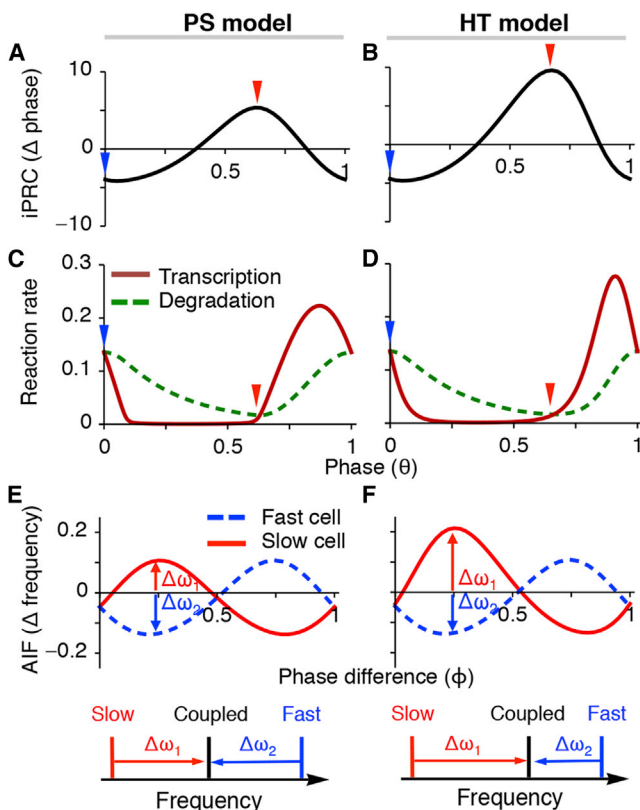 PS model
HT model
A
B
iPRC (Δ phase)
10
0
−10
0.5
1
0.5
1
C
D
Reaction rate
0.3
0.2
0.1
0
Transcription
Degradation
0
0.5
1
0
0.5
1
Phase (θ)
E
F
AIF (Δ frequency)
0.2
0
−0.2
Fast cell
Slow cell
Δω₁
Δω₂
0.5
1
Δω₁
Δω₂
0.5
1
Phase difference (ϕ)
Slow
Coupled
Fast
Δω₁
Δω₂
Frequency
Slow
Coupled
Fast
Δω₁
Δω₂
Frequency